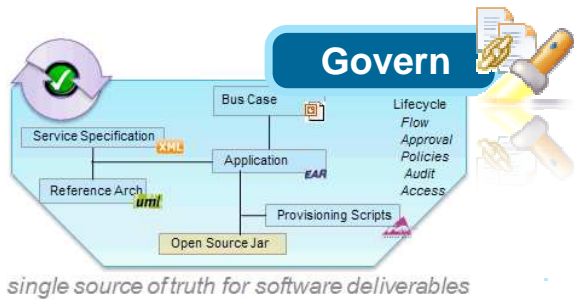 Govern
Bus Case
Lifecycle
Flow
Approval
Policies
Audit
Access
Service Specification
XML
Application
EAR
Reference Arch
uml
Provisioning Scripts
Open Source Jar
single source of truth for software deliverables